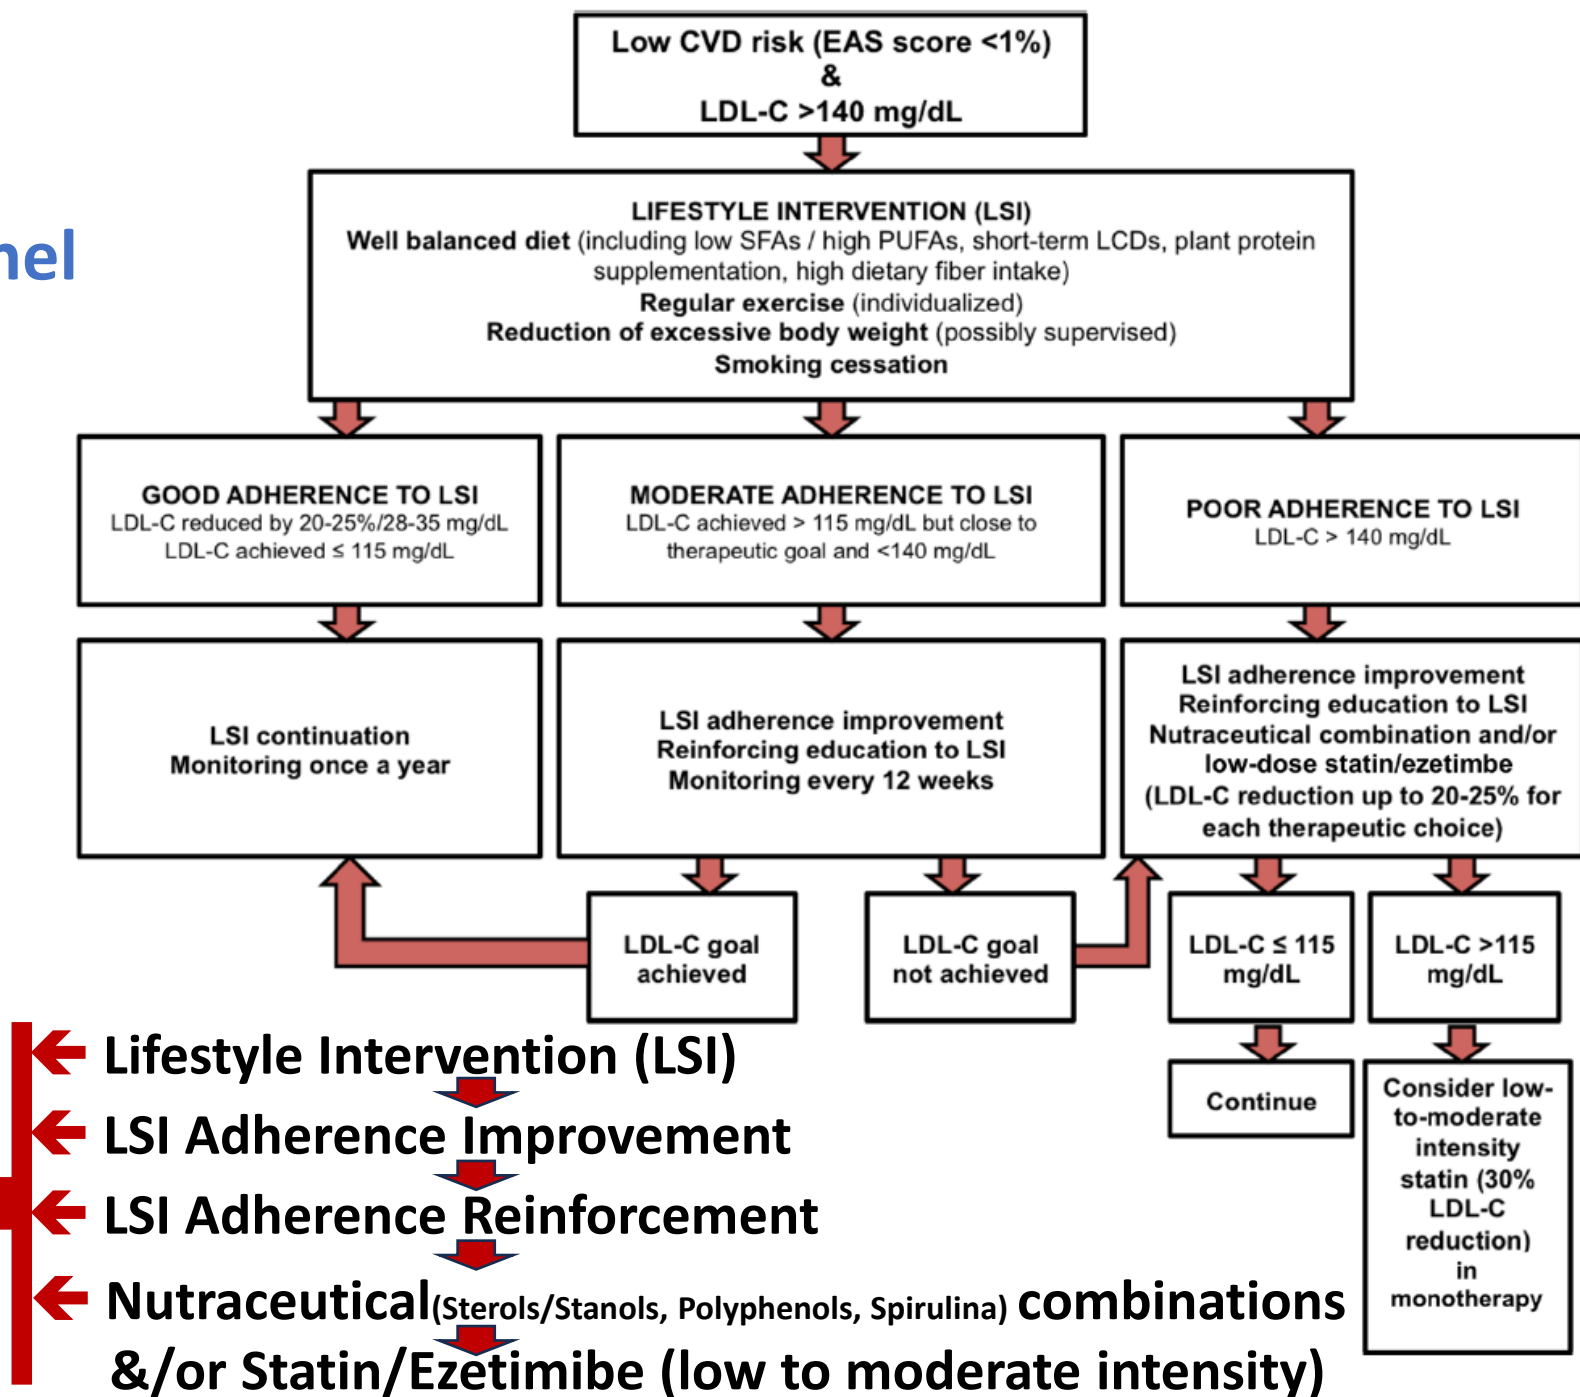 Low CVD risk (EAS score <1%)
&
LDL-C >140 mg/dL
nel
LIFESTYLE INTERVENTION (LSI)
Well balanced diet (including low SFAs / high PUFAs, short-term LCDs, plant protein
supplementation, high dietary fiber intake)
Regular exercise (individualized)
Reduction of excessive body weight (possibly supervised)
Smoking cessation
GOOD ADHERENCE TO LSI
LDL-C reduced by 20-25%/28-35 mg/dL
LDL-C achieved ≤ 115 mg/dL
MODERATE ADHERENCE TO LSI
LDL-C achieved > 115 mg/dL but close to
therapeutic goal and <140 mg/dL
POOR ADHERENCE TO LSI
LDL-C > 140 mg/dL
LSI continuation
Monitoring once a year
LSI adherence improvement
Reinforcing education to LSI
Monitoring every 12 weeks
LSI adherence improvement
Reinforcing education to LSI
Nutraceutical combination and/or
low-dose statin/ezetimbe
(LDL-C reduction up to 20-25% for
each therapeutic choice)
LDL-C goal
achieved
LDL-C goal
not achieved
LDL-C ≤ 115
mg/dL
LDL-C >115
mg/dL
Continue
Consider low-
to-moderate
intensity
statin (30%
LDL-C
reduction)
in
monotherapy
Lifestyle Intervention (LSI)
LSI Adherence Improvement
LSI Adherence Reinforcement
Nutraceutical(Sterols/Stanols, Polyphenols, Spirulina) combinations
&/or Statin/Ezetimibe (low to moderate intensity)